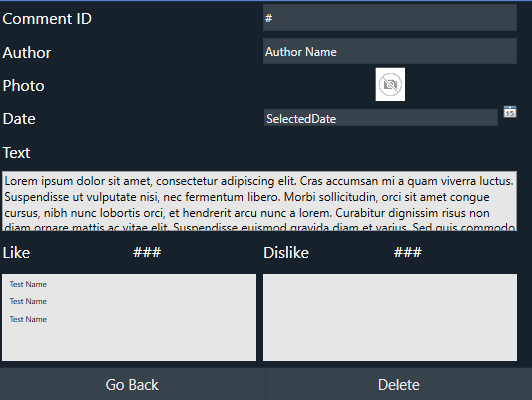 Comment ID #
Author Author Name
Photo
Date SelectedDate 15
Text
Lorem ipsum dolor sit amet, consectetur adipiscing elit. Cras accumsan mi a quam viverra luctus.
Suspendisse ut vulputate nisi, nec fermentum libero. Morbi sollicitudin, orci sit amet congue
cursus, nibh nunc lobortis orci, et hendrerit arcu nunc a lorem. Curabitur dignissim risus non
diam ornare mattis ac vitae elit. Suspendisse euismod gravida diam et varius. Sed quis commodo
Like ### Dislike ###
Test Name
Test Name
Test Name
Go Back Delete